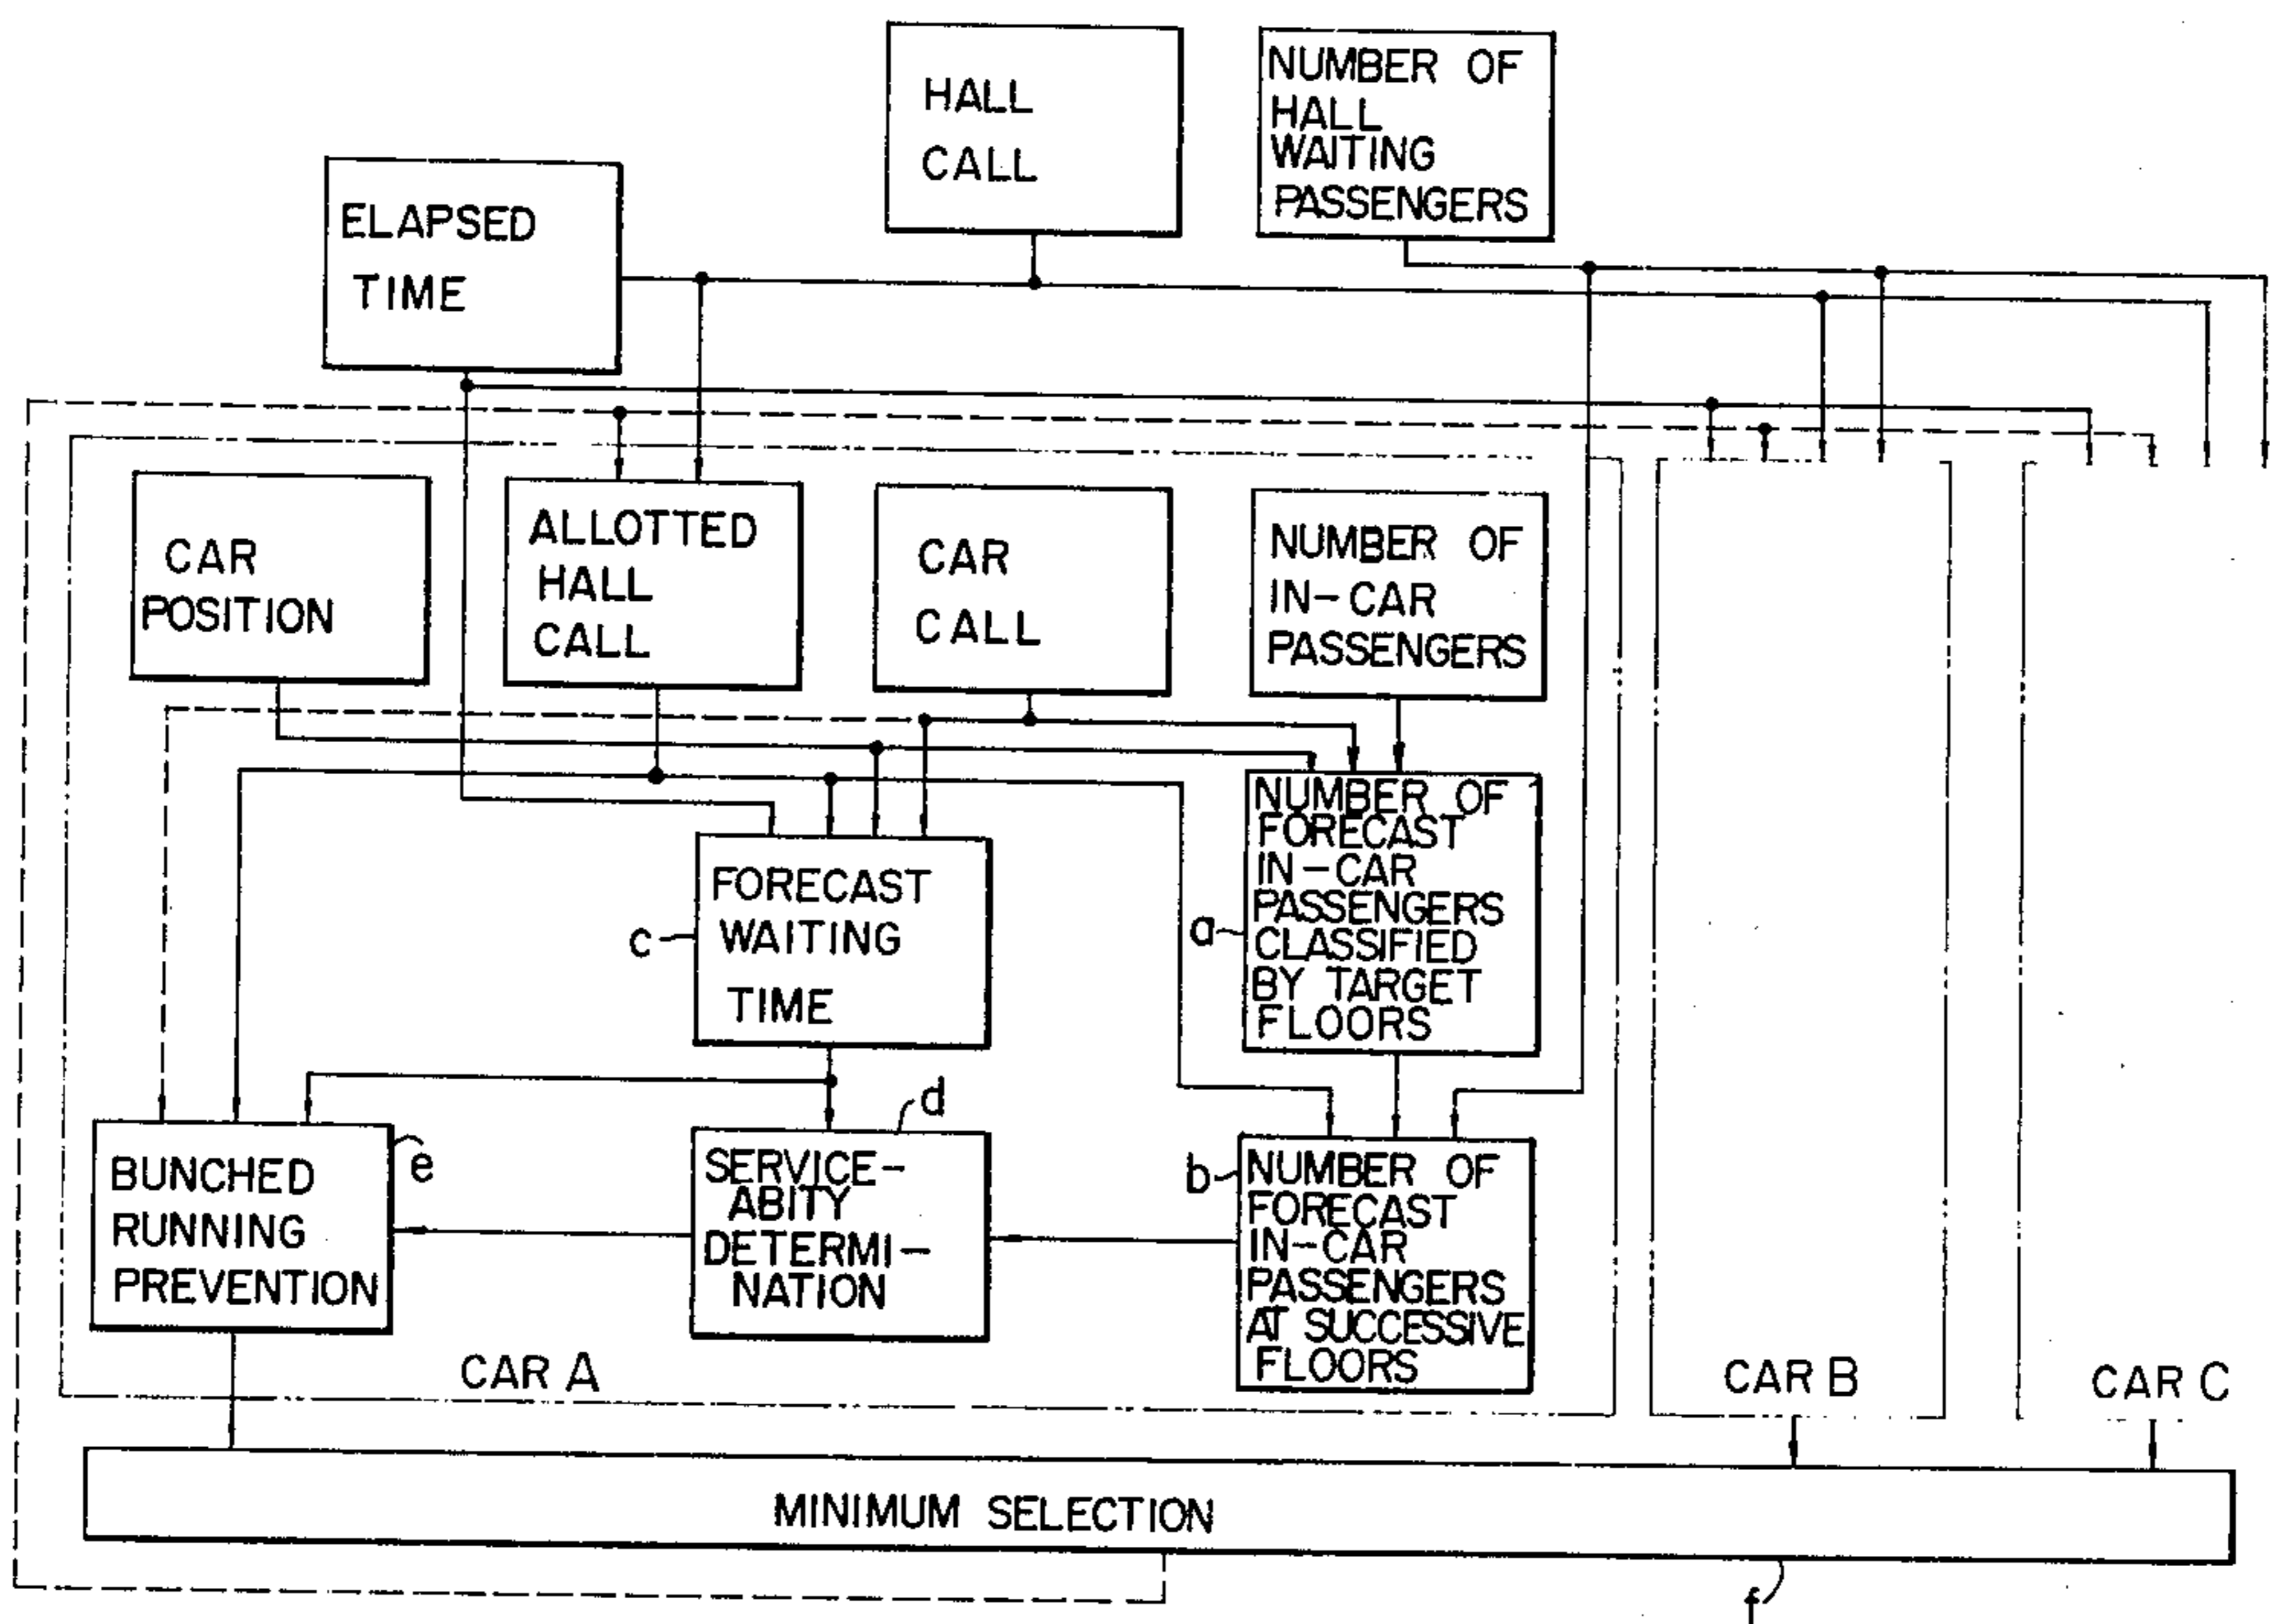 HALL
CALL
NUMBER OF
HALL
WAITING
PASSENGERS
ELAPSED
TIME
CAR
POSITION
ALLOTTED
HALL
CALL
CAR
CALL
NUMBER OF
IN-CAR
PASSENGERS
FORECAST
WAITING
TIME
c
NUMBER OF
FORECAST
IN-CAR
PASSENGERS
CLASSIFIED
BY TARGET
FLOORS
a
BUNCHED
RUNNING
PREVENTION
e
SERVICE-
ABITY
DETERMI-
NATION
d
NUMBER OF
FORECAST
IN-CAR
PASSENGERS
AT SUCCESSIVE
FLOORS
b
CAR A
CAR B
CAR C
MINIMUM SELECTION
f